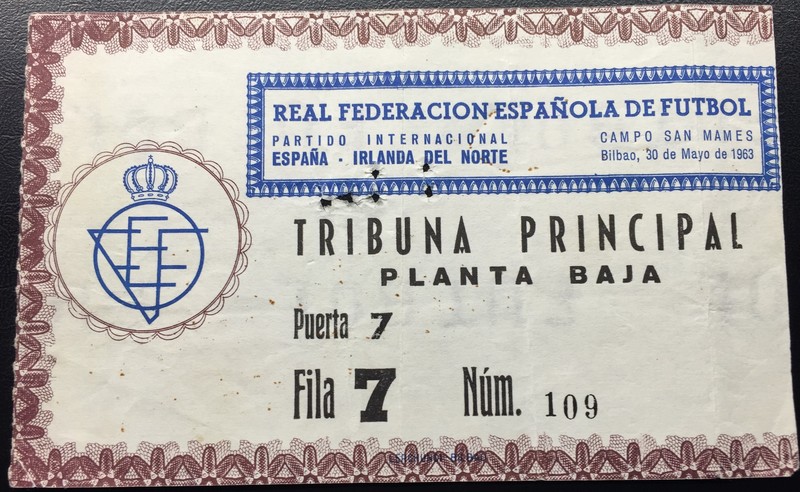 REAL FEDERACION ESPAÑOLA DE FUTBOL
PARTIDO INTERNACIONAL
ESPAÑA - IRLANDA DEL NORTE
CAMPO SAN MAMES
Bilbao, 30 de Mayo de 1963
TRIBUNA PRINCIPAL
PLANTA BAJA
Puerta 7
Fila 7 Núm. 109